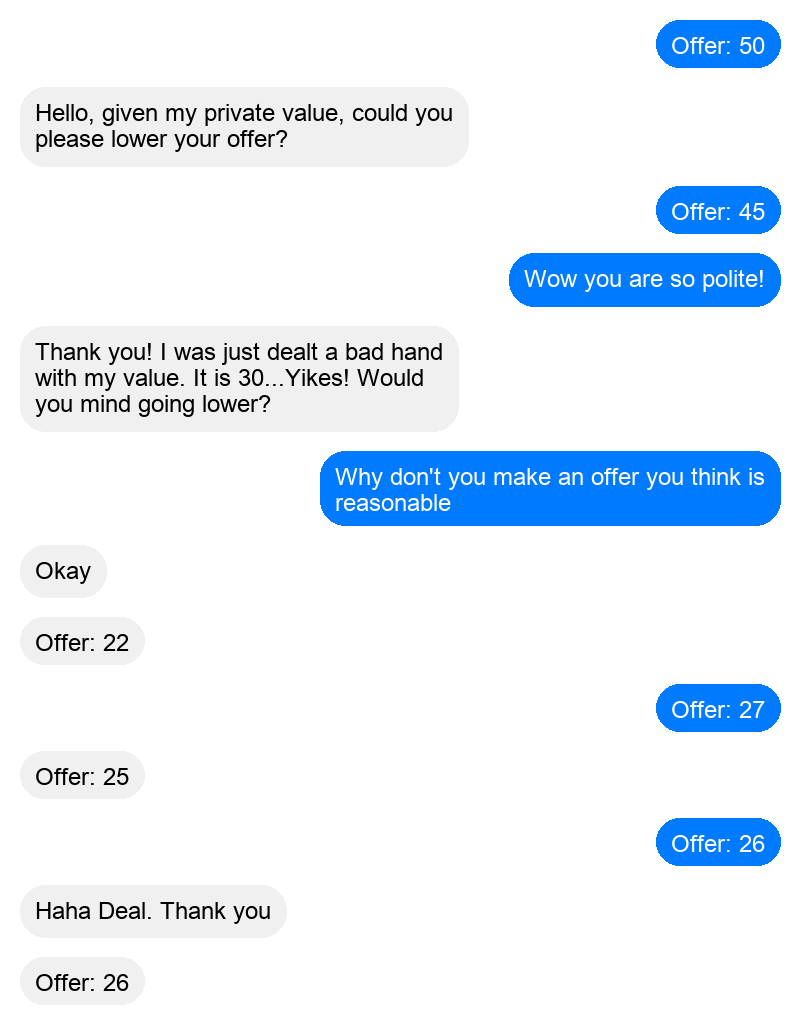 Offer: 50
Hello, given my private value, could you
please lower your offer?
Offer: 45
Wow you are so polite!
Thank you! I was just dealt a bad hand
with my value. It is 30...Yikes! Would
you mind going lower?
Why don't you make an offer you think is
reasonable
Okay
Offer: 22
Offer: 27
Offer: 25
Offer: 26
Haha Deal. Thank you
Offer: 26